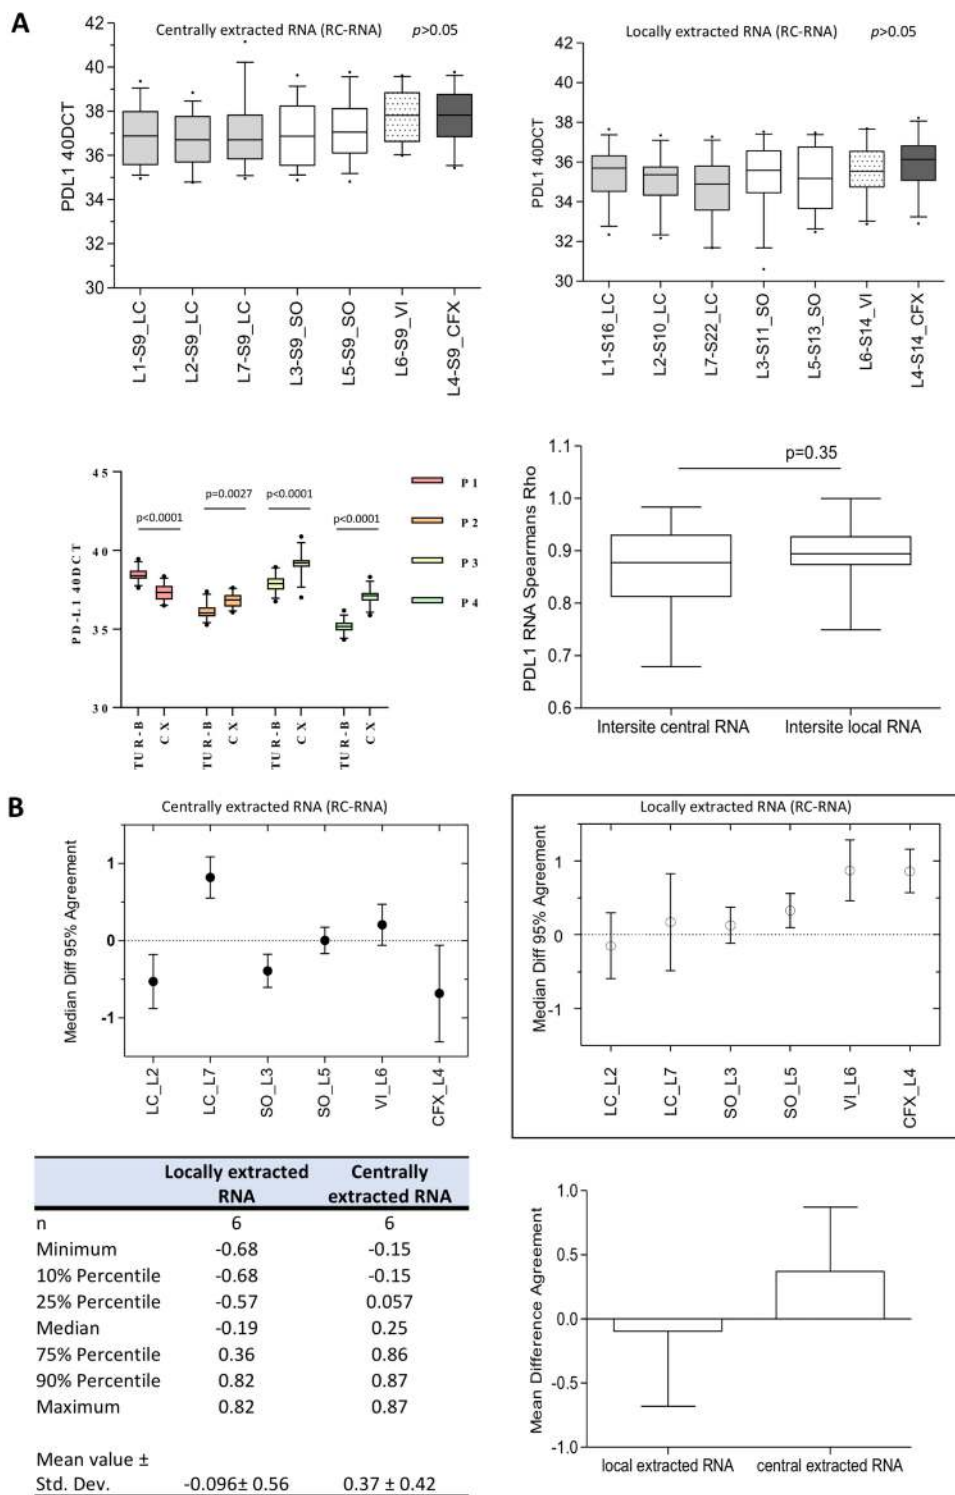 A
Centrally extracted RNA (RC-RNA) p>0.05
PDL1 40DCT
42
40
38
36
34
32
30
L1-S9_LC
L2-S9_LC
L7-S9_LC
L3-S9_SO
L5-S9_SO
L6-S9_VI
L4-S9_CFX
Locally extracted RNA (RC-RNA) p>0.05
PDL1 40DCT
42
40
38
36
34
32
30
L1-S16_LC
L2-S10_LC
L7-S22_LC
L3-S11_SO
L5-S13_SO
L6-S14_VI
L4-S14_CFX
PD-L1 40DCT
45
40
35
30
p<0.0001
p=0.0027
p<0.0001
p<0.0001
P 1
P 2
P 3
P 4
TUR-B
CX
TUR-B
CX
TUR-B
CX
TUR-B
CX
PDL1 RNA Spearmans Rho
1.1
1.0
0.9
0.8
0.7
0.6
p=0.35
Intersite central RNA
Intersite local RNA
B
Centrally extracted RNA (RC-RNA)
Median Diff 95% Agreement
1
0
-1
LC_L2
LC_L7
SO_L3
SO_L5
VI_L6
CFX_L4
Locally extracted RNA (RC-RNA)
Median Diff 95% Agreement
1
0
-1
LC_L2
LC_L7
SO_L3
SO_L5
VI_L6
CFX_L4
Locally extracted Centrally
RNA extracted RNA
n 6 6
Minimum -0.68 -0.15
10% Percentile -0.68 -0.15
25% Percentile -0.57 0.057
Median -0.19 0.25
75% Percentile 0.36 0.86
90% Percentile 0.82 0.87
Maximum 0.82 0.87
Mean value ±
Std. Dev. -0.096± 0.56 0.37 ± 0.42
Mean Difference Agreement
1.0
0.5
0.0
-0.5
-1.0
local extracted RNA
central extracted RNA